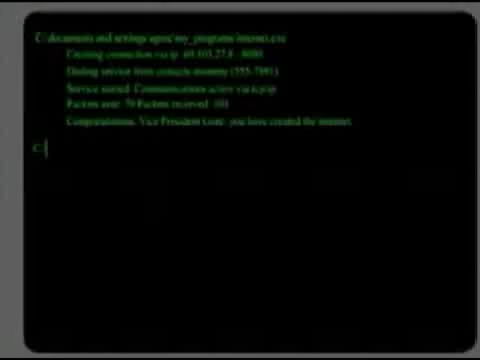 C:\documents and settings\agore\my_programs\internet.exe
Creating connection via ip 69.103.27.8 : 8080
Dialing service from contacts memory (555-7891)
Service started. Communications active via tcp/ip
Packets sent: 79 Packets received: 101
Congratulations, Vice President Gore: you have created the internet.
C: